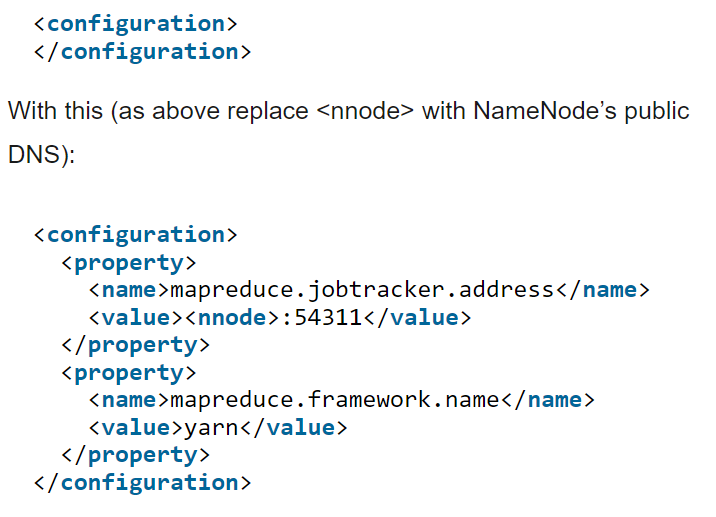 <configuration>
</configuration>
With this (as above replace <nnode> with NameNode’s public
DNS):
<configuration>
  <property>
    <name>mapreduce.jobtracker.address</name>
    <value><nnode>:54311</value>
  </property>
  <property>
    <name>mapreduce.framework.name</name>
    <value>yarn</value>
  </property>
</configuration>